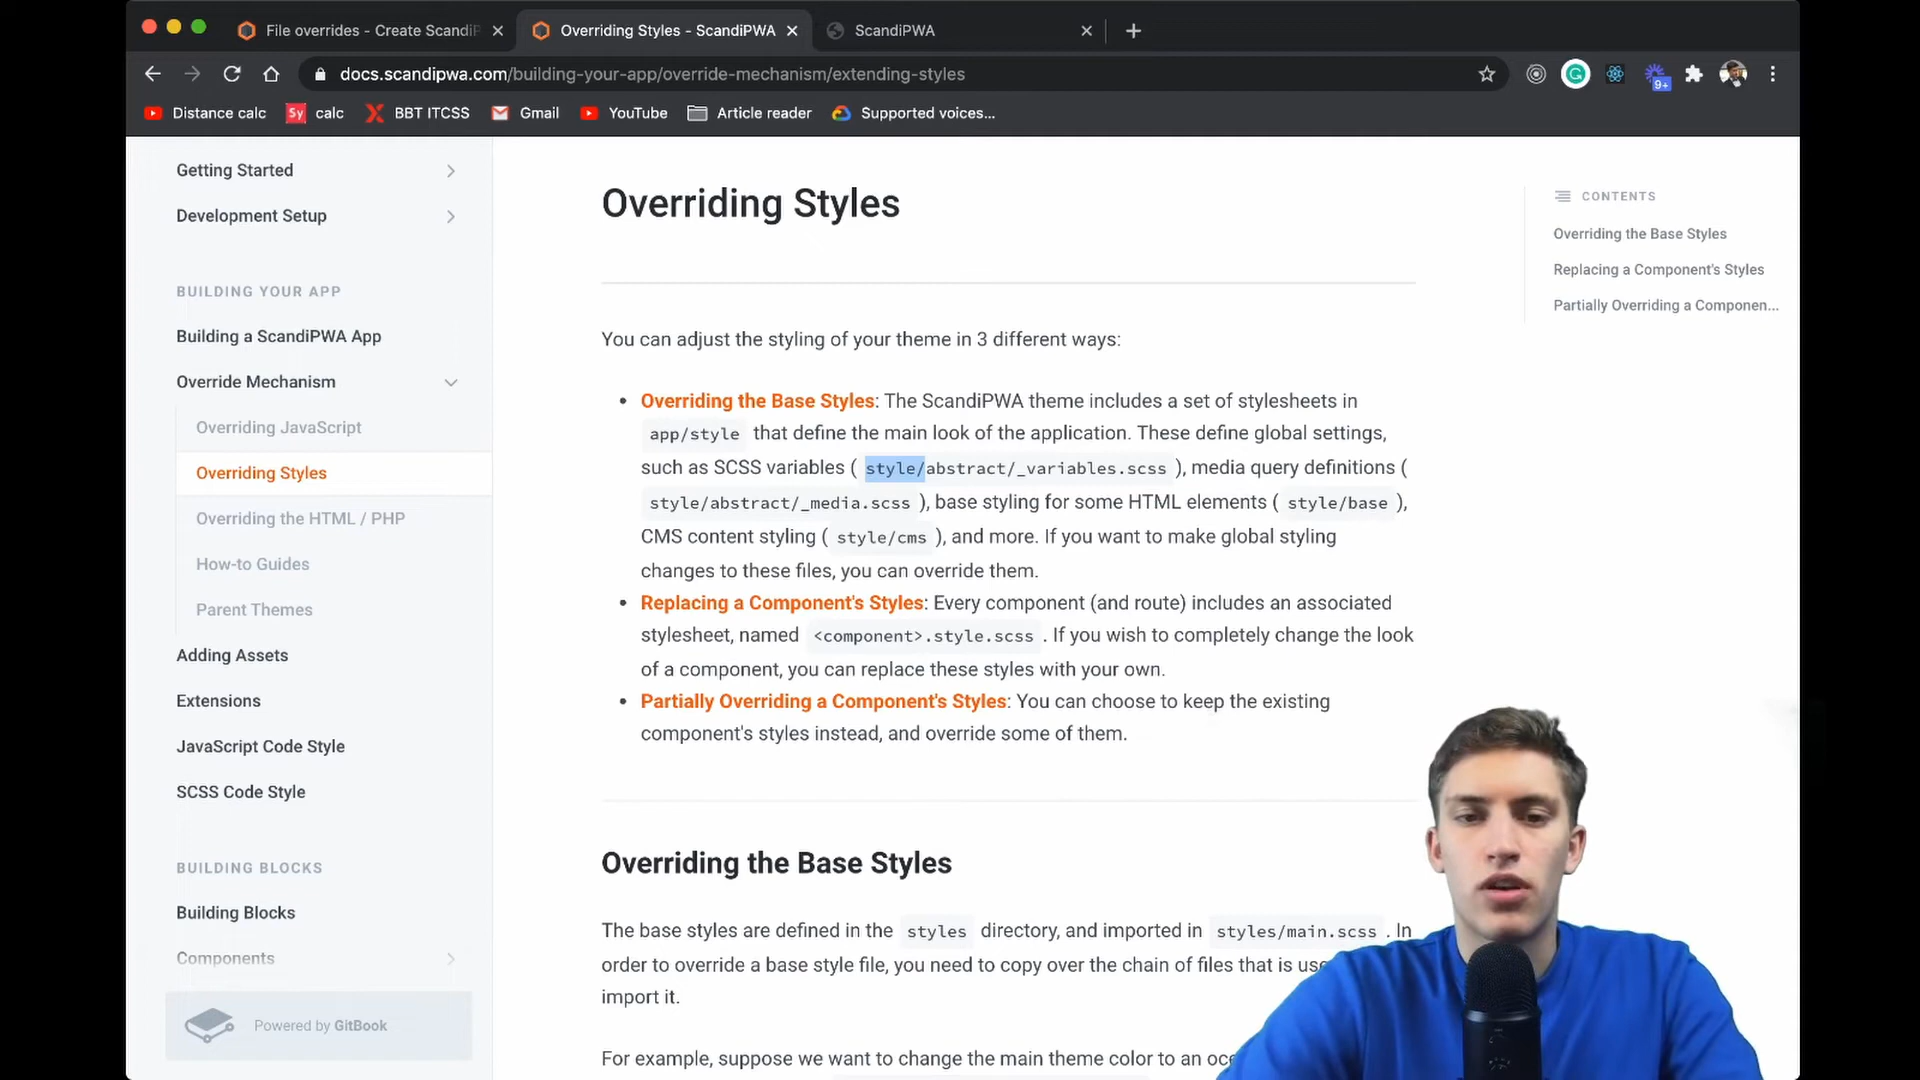 File overrides - Create ScandiP
Overriding Styles - ScandiPWA
ScandiPWA
docs.scandipwa.com/building-your-app/override-mechanism/extending-styles
9+
Distance calc
Sy calc
BBT ITCSS
Gmail
YouTube
Article reader
Supported voices...
Getting Started
Development Setup
BUILDING YOUR APP
Building a ScandiPWA App
Override Mechanism
Overriding JavaScript
Overriding Styles
Overriding the HTML / PHP
How-to Guides
Parent Themes
Adding Assets
Extensions
JavaScript Code Style
SCSS Code Style
BUILDING BLOCKS
Building Blocks
Components
Powered by GitBook
Overriding Styles
You can adjust the styling of your theme in 3 different ways:
• Overriding the Base Styles: The ScandiPWA theme includes a set of stylesheets in
app/style that define the main look of the application. These define global settings,
such as SCSS variables ( style/abstract/_variables.scss ), media query definitions (
style/abstract/_media.scss ), base styling for some HTML elements ( style/base ),
CMS content styling ( style/cms ), and more. If you want to make global styling
changes to these files, you can override them.
• Replacing a Component's Styles: Every component (and route) includes an associated
stylesheet, named <component>.style.scss . If you wish to completely change the look
of a component, you can replace these styles with your own.
• Partially Overriding a Component's Styles: You can choose to keep the existing
component's styles instead, and override some of them.
Overriding the Base Styles
The base styles are defined in the styles directory, and imported in styles/main.scss . In
order to override a base style file, you need to copy over the chain of files that is
import it.
For example, suppose we want to change the main theme color to an
CONTENTS
Overriding the Base Styles
Replacing a Component's Styles
Partially Overriding a Componen...